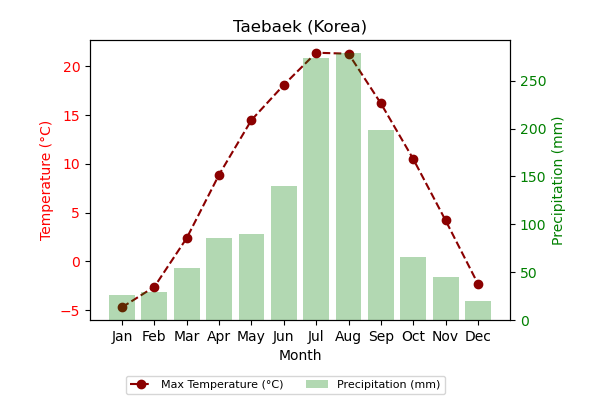 Taebaek (Korea)
Temperature (°C)
20
15
10
5
0
−5
Precipitation (mm)
250
200
150
100
50
0
Jan Feb Mar Apr May Jun Jul Aug Sep Oct Nov Dec
Month
Max Temperature (°C) Precipitation (mm)